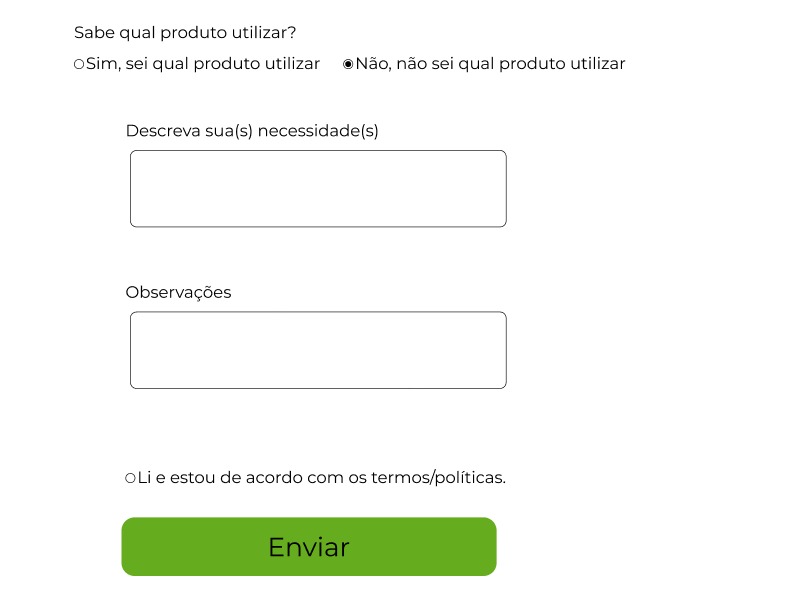 Sabe qual produto utilizar?
Sim, sei qual produto utilizar Não, não sei qual produto utilizar
Descreva sua(s) necessidade(s)
Observações
Li e estou de acordo com os termos/políticas.
Enviar